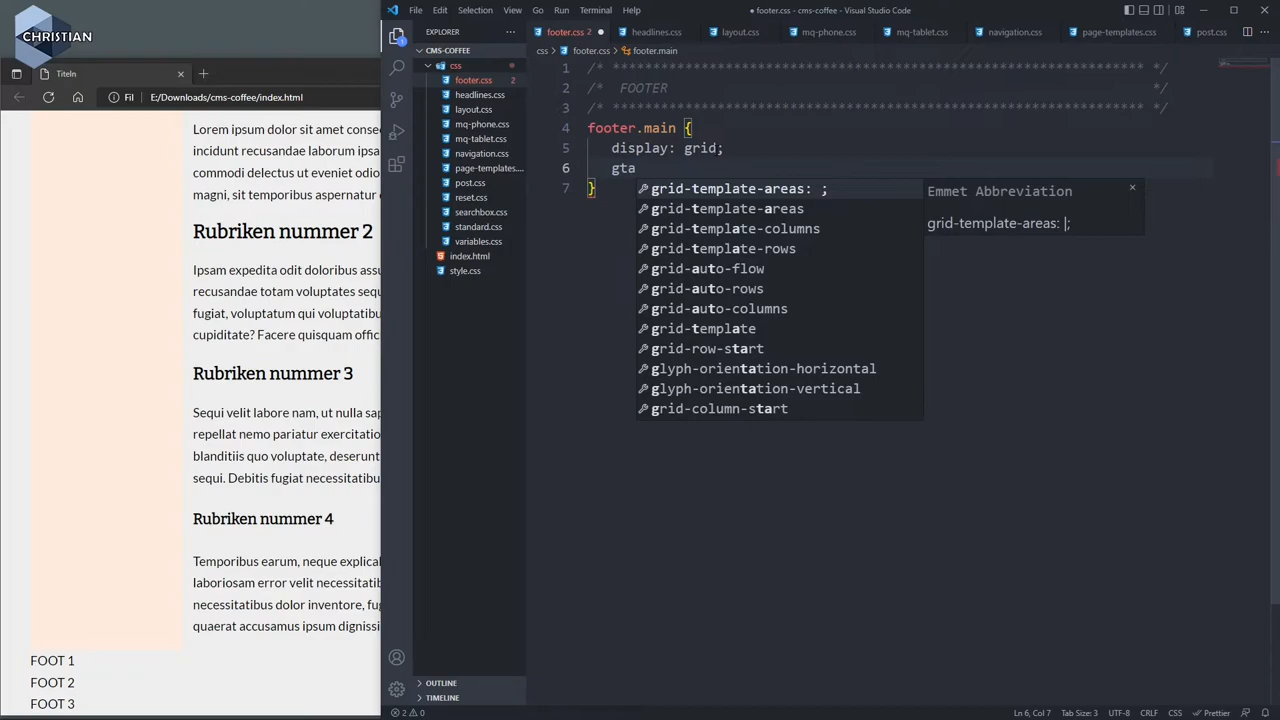 CHRISTIAN
Titeln
Fil
E:/Downloads/cms-coffee/index.html
Lorem ipsum dolor sit amet conse
incidunt recusandae laborum ipsa
commodi delectus et eveniet odio
magni, sit temporibus aspernatur
Rubriken nummer 2
Ipsam expedita odit doloribus assu
recusandae totam voluptates sequ
fugiat, voluptatum qui voluptatibu
cupiditate? Facere quisquam offic
Rubriken nummer 3
Sequi velit labore nam, ut nulla sap
repellat nemo pariatur exercitatio
blanditiis quo voluptate, deserunt
sequi. Debitis fugiat necessitatibu
Rubriken nummer 4
Temporibus earum, neque explical
laboriosam error velit necessitatib
necessitatibus dolor inventore, fug
quaerat accusamus ipsum dignissi
FOOT 1
FOOT 2
FOOT 3
File Edit Selection View Go Run Terminal Help
● footer.css - cms-coffee - Visual Studio Code
EXPLORER
CMS-COFFEE
css
footer.css 2
headlines.css
layout.css
mq-phone.css
mq-tablet.css
navigation.css
page-templates....
post.css
reset.css
searchbox.css
standard.css
variables.css
index.html
style.css
OUTLINE
TIMELINE
footer.css 2 ● headlines.css layout.css mq-phone.css mq-tablet.css navigation.css page-templates.css post.css
css > footer.css > footer.main
1 /* ******************************************************************* */
2 /* FOOTER */
3 /* ******************************************************************* */
4 footer.main {
5 display: grid;
6 gta
7 }
grid-template-areas: ;
grid-template-areas
grid-template-columns
grid-template-rows
grid-auto-flow
grid-auto-rows
grid-auto-columns
grid-template
grid-row-start
glyph-orientation-horizontal
glyph-orientation-vertical
grid-column-start
Emmet Abbreviation
grid-template-areas: |;
2 0
Ln 6, Col 7 Tab Size: 3 UTF-8 CRLF CSS Prettier